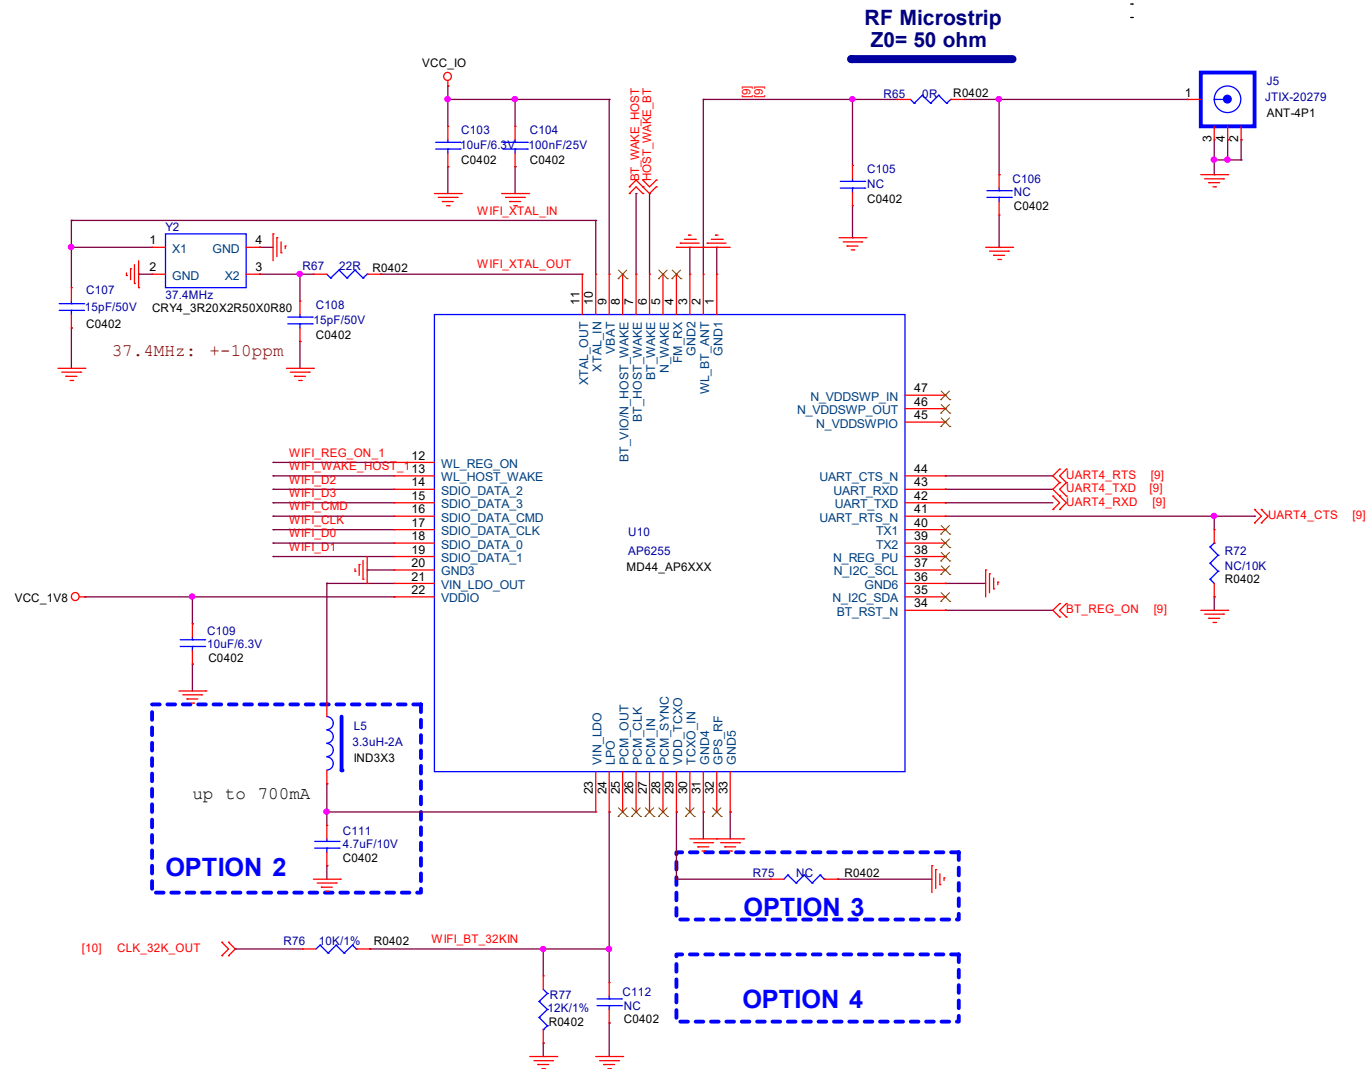 RF Microstrip
Z0= 50 ohm
-
-
VCC_IO
C103
10uF/6.3V
C0402
C104
100nF/25V
C0402
BT_WAKE_HOST
HOST_WAKE_BT
[9]
[9]
R65
0R
R0402
1
J5
JTIX-20279
ANT-4P1
3
4
2
C105
NC
C0402
C106
NC
C0402
WIFI_XTAL_IN
Y2
1
X1
GND
4
2
GND
X2
3
37.4MHz
CRY4_3R20X2R50X0R80
R67
22R
R0402
WIFI_XTAL_OUT
C107
15pF/50V
C0402
C108
15pF/50V
C0402
37.4MHz: +-10ppm
11
10
9
8
7
6
5
4
3
2
1
XTAL_OUT
XTAL_IN
VBAT
BT_VIO/N_HOST_WAKE
BT_HOST_WAKE
BT_WAKE
N_WAKE
FM_RX
GND2
WL_BT_ANT
GND1
N_VDDSWP_IN
47
N_VDDSWP_OUT
46
N_VDDSWPIO
45
WIFI_REG_ON_1
12
WL_REG_ON
WIFI_WAKE_HOST_1
13
WL_HOST_WAKE
WIFI_D2
14
SDIO_DATA_2
WIFI_D3
15
SDIO_DATA_3
WIFI_CMD
16
SDIO_DATA_CMD
WIFI_CLK
17
SDIO_DATA_CLK
WIFI_D0
18
SDIO_DATA_0
WIFI_D1
19
SDIO_DATA_1
20
GND3
21
VIN_LDO_OUT
VCC_1V8
22
VDDIO
U10
AP6255
MD44_AP6XXX
UART_CTS_N
44
UART4_RTS [9]
UART_RXD
43
UART4_TXD [9]
UART_TXD
42
UART4_RXD [9]
UART_RTS_N
41
UART4_CTS [9]
TX1
40
TX2
39
N_REG_PU
38
N_I2C_SCL
37
GND6
36
N_I2C_SDA
35
BT_RST_N
34
BT_REG_ON [9]
R72
NC/10K
R0402
C109
10uF/6.3V
C0402
L5
3.3uH-2A
IND3X3
up to 700mA
C111
4.7uF/10V
C0402
OPTION 2
VIN_LDO
LPO
PCM_OUT
PCM_CLK
PCM_IN
PCM_SYNC
VDD_TCXO
TCXO_IN
GND4
GPS_RF
GND5
23
24
25
26
27
28
29
30
31
32
33
R75
NC
R0402
OPTION 3
OPTION 4
[10] CLK_32K_OUT
R76
10K/1%
R0402
WIFI_BT_32KIN
R77
12K/1%
R0402
C112
NC
C0402